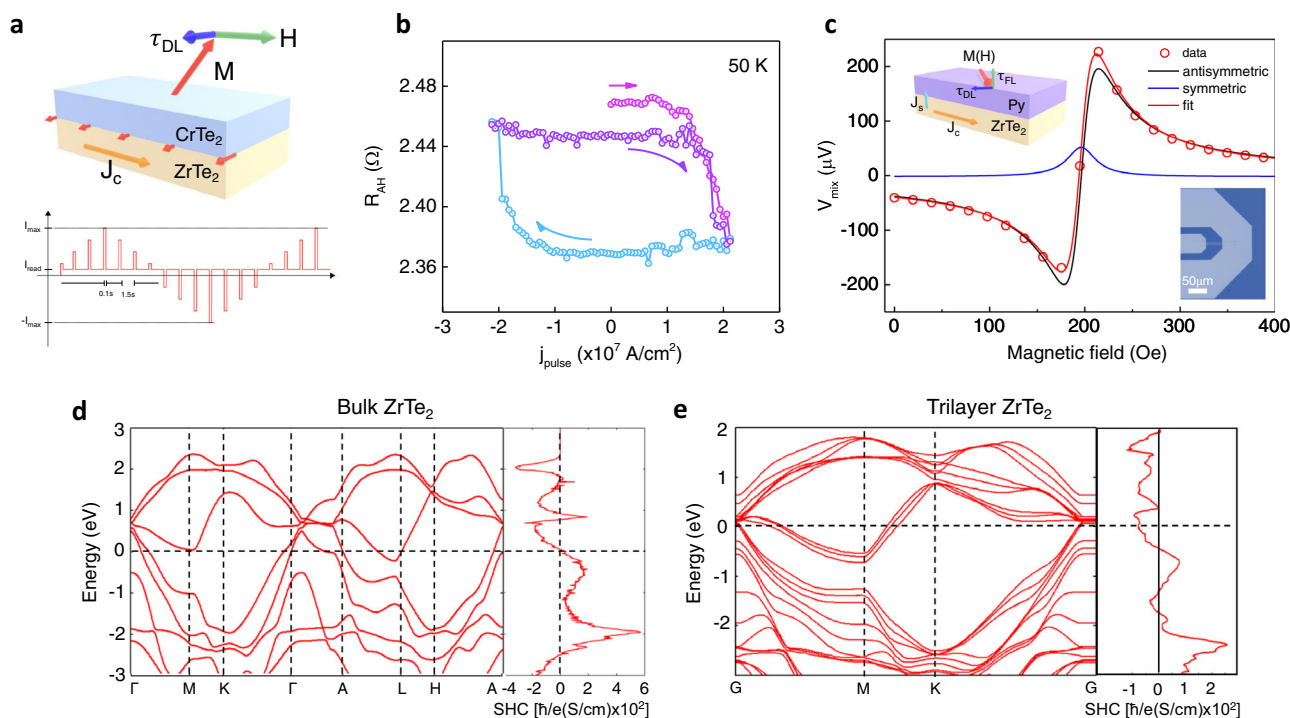 a
τDL
H
M
CrTe2
Jc
ZrTe2
Imax
Iread
0.1s
1.5s
-Imax
b
50 K
2.48
2.44
2.40
2.36
RAH (Ω)
-3 -2 -1 0 1 2 3
jpulse (x10^7 A/cm^2)
c
200
100
0
-100
-200
Vmix (µV)
M(H)
τFL
τDL
Py
Js
Jc
ZrTe2
data
antisymmetric
symmetric
fit
50µm
0 100 200 300 400
Magnetic field (Oe)
d
Bulk ZrTe2
3
2
1
0
-1
-2
-3
Energy (eV)
Γ M K Γ A L H A
-4 -2 0 2 4 6
SHC [ħ/e(S/cm)x10^2]
e
Trilayer ZrTe2
2
1
0
-1
-2
Energy (eV)
G M K G
-1 0 1 2
SHC [ħ/e(S/cm)x10^2]